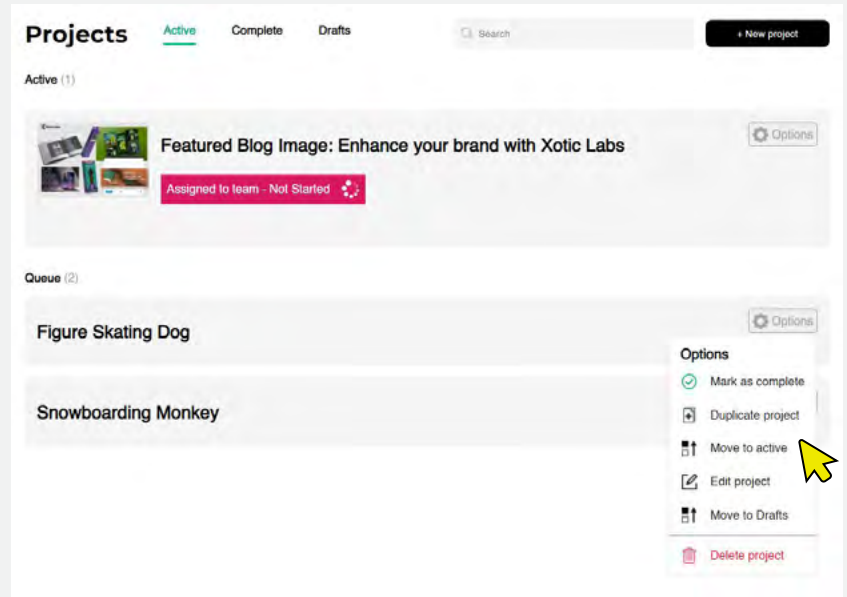 Projects Active Complete Drafts Search + New project
Active (1)
Options
Featured Blog Image: Enhance your brand with Xotic Labs
Assigned to team - Not Started
Queue (2)
Options
Figure Skating Dog
Options
Mark as complete
Duplicate project
Snowboarding Monkey
Move to active
Edit project
Move to Drafts
Delete project